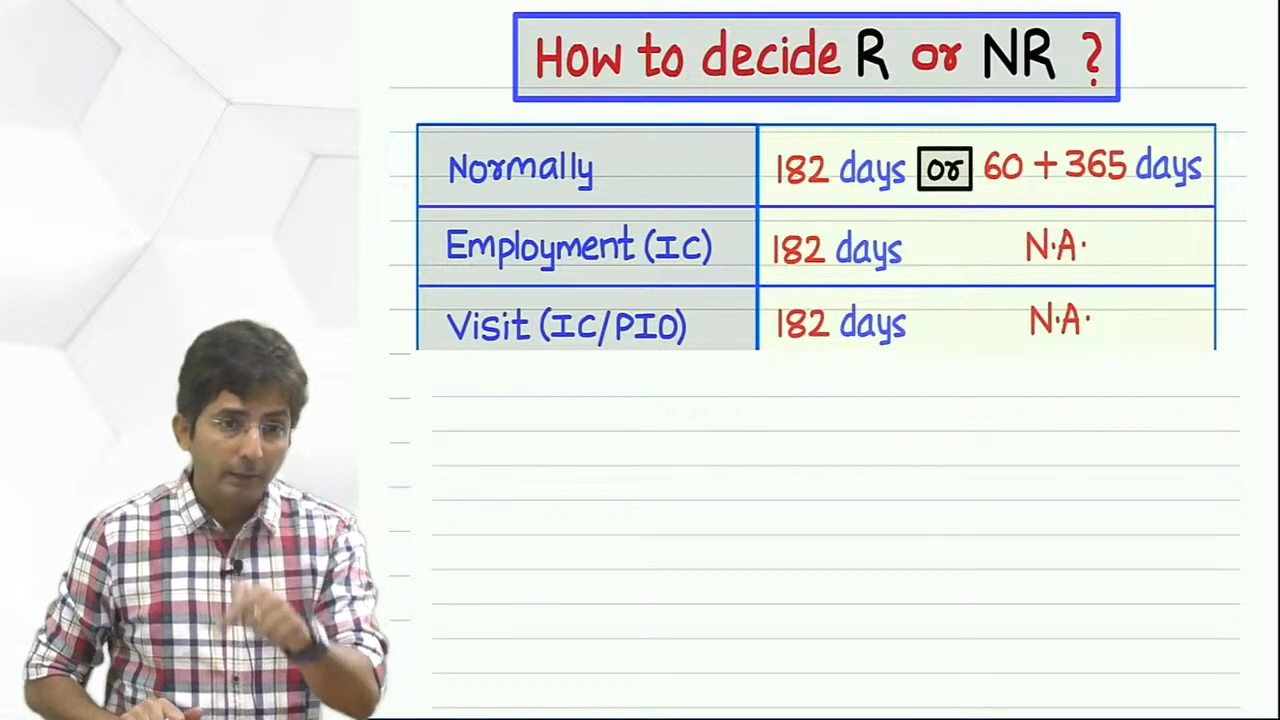 How to decide R or NR ?
Normally 182 days or 60 + 365 days
Employment (IC) 182 days N.A.
Visit (IC/PIO) 182 days N.A.